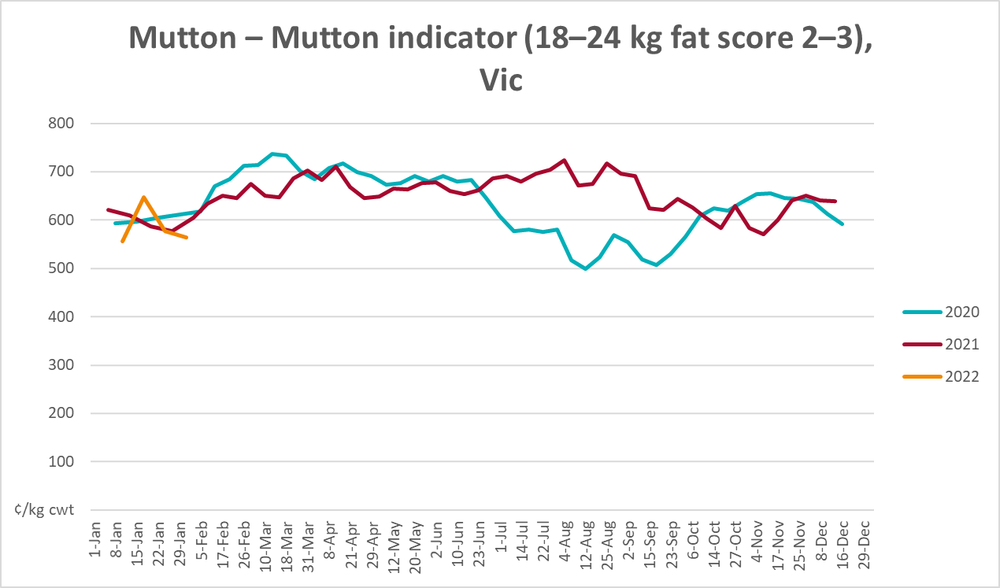 Mutton – Mutton indicator (18–24 kg fat score 2–3),
Vic
800
700
600
500
400
300
200
100
¢/kg cwt
1-Jan
8-Jan
15-Jan
22-Jan
29-Jan
5-Feb
17-Feb
26-Feb
10-Mar
18-Mar
31-Mar
8-Apr
21-Apr
29-Apr
12-May
20-May
2-Jun
10-Jun
23-Jun
1-Jul
14-Jul
22-Jul
4-Aug
12-Aug
25-Aug
2-Sep
15-Sep
23-Sep
6-Oct
14-Oct
27-Oct
4-Nov
17-Nov
25-Nov
8-Dec
16-Dec
29-Dec
2020
2021
2022